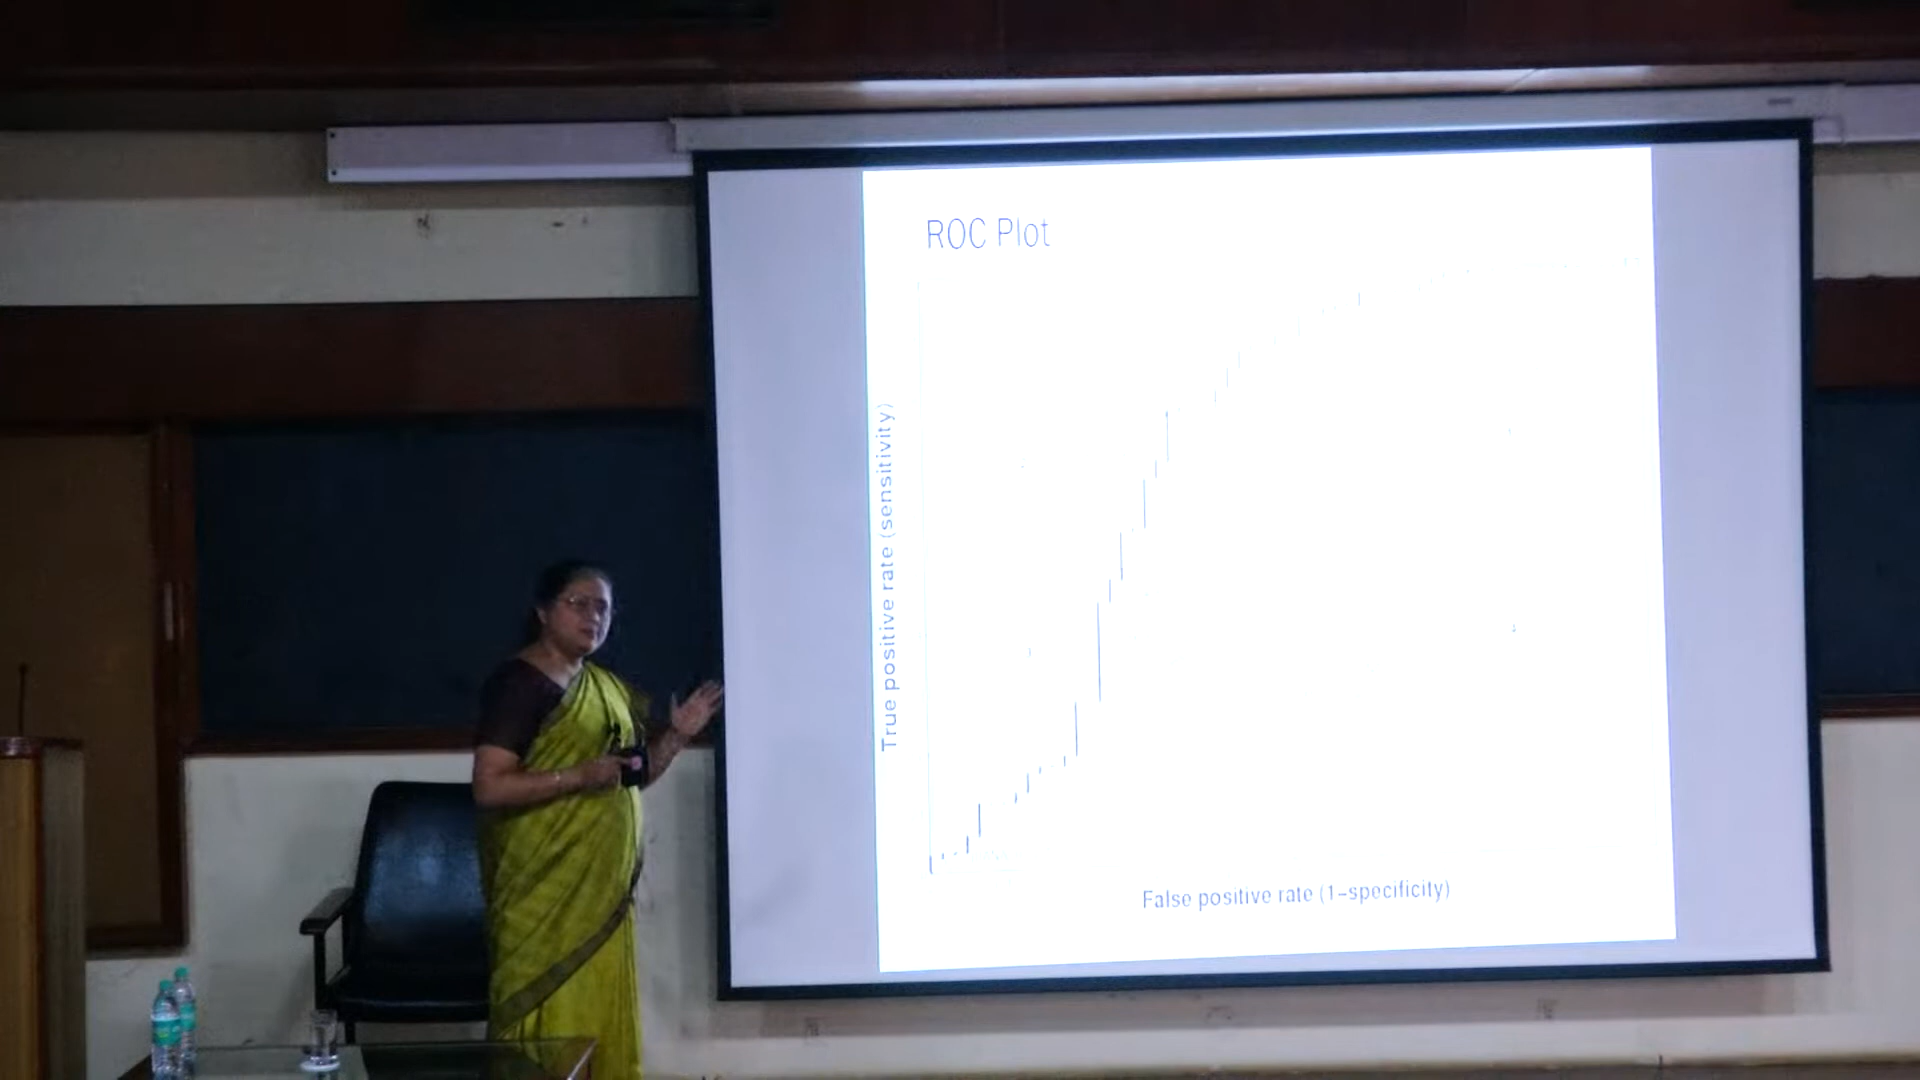 ROC Plot
True positive rate (sensitivity)
False positive rate (1-specificity)